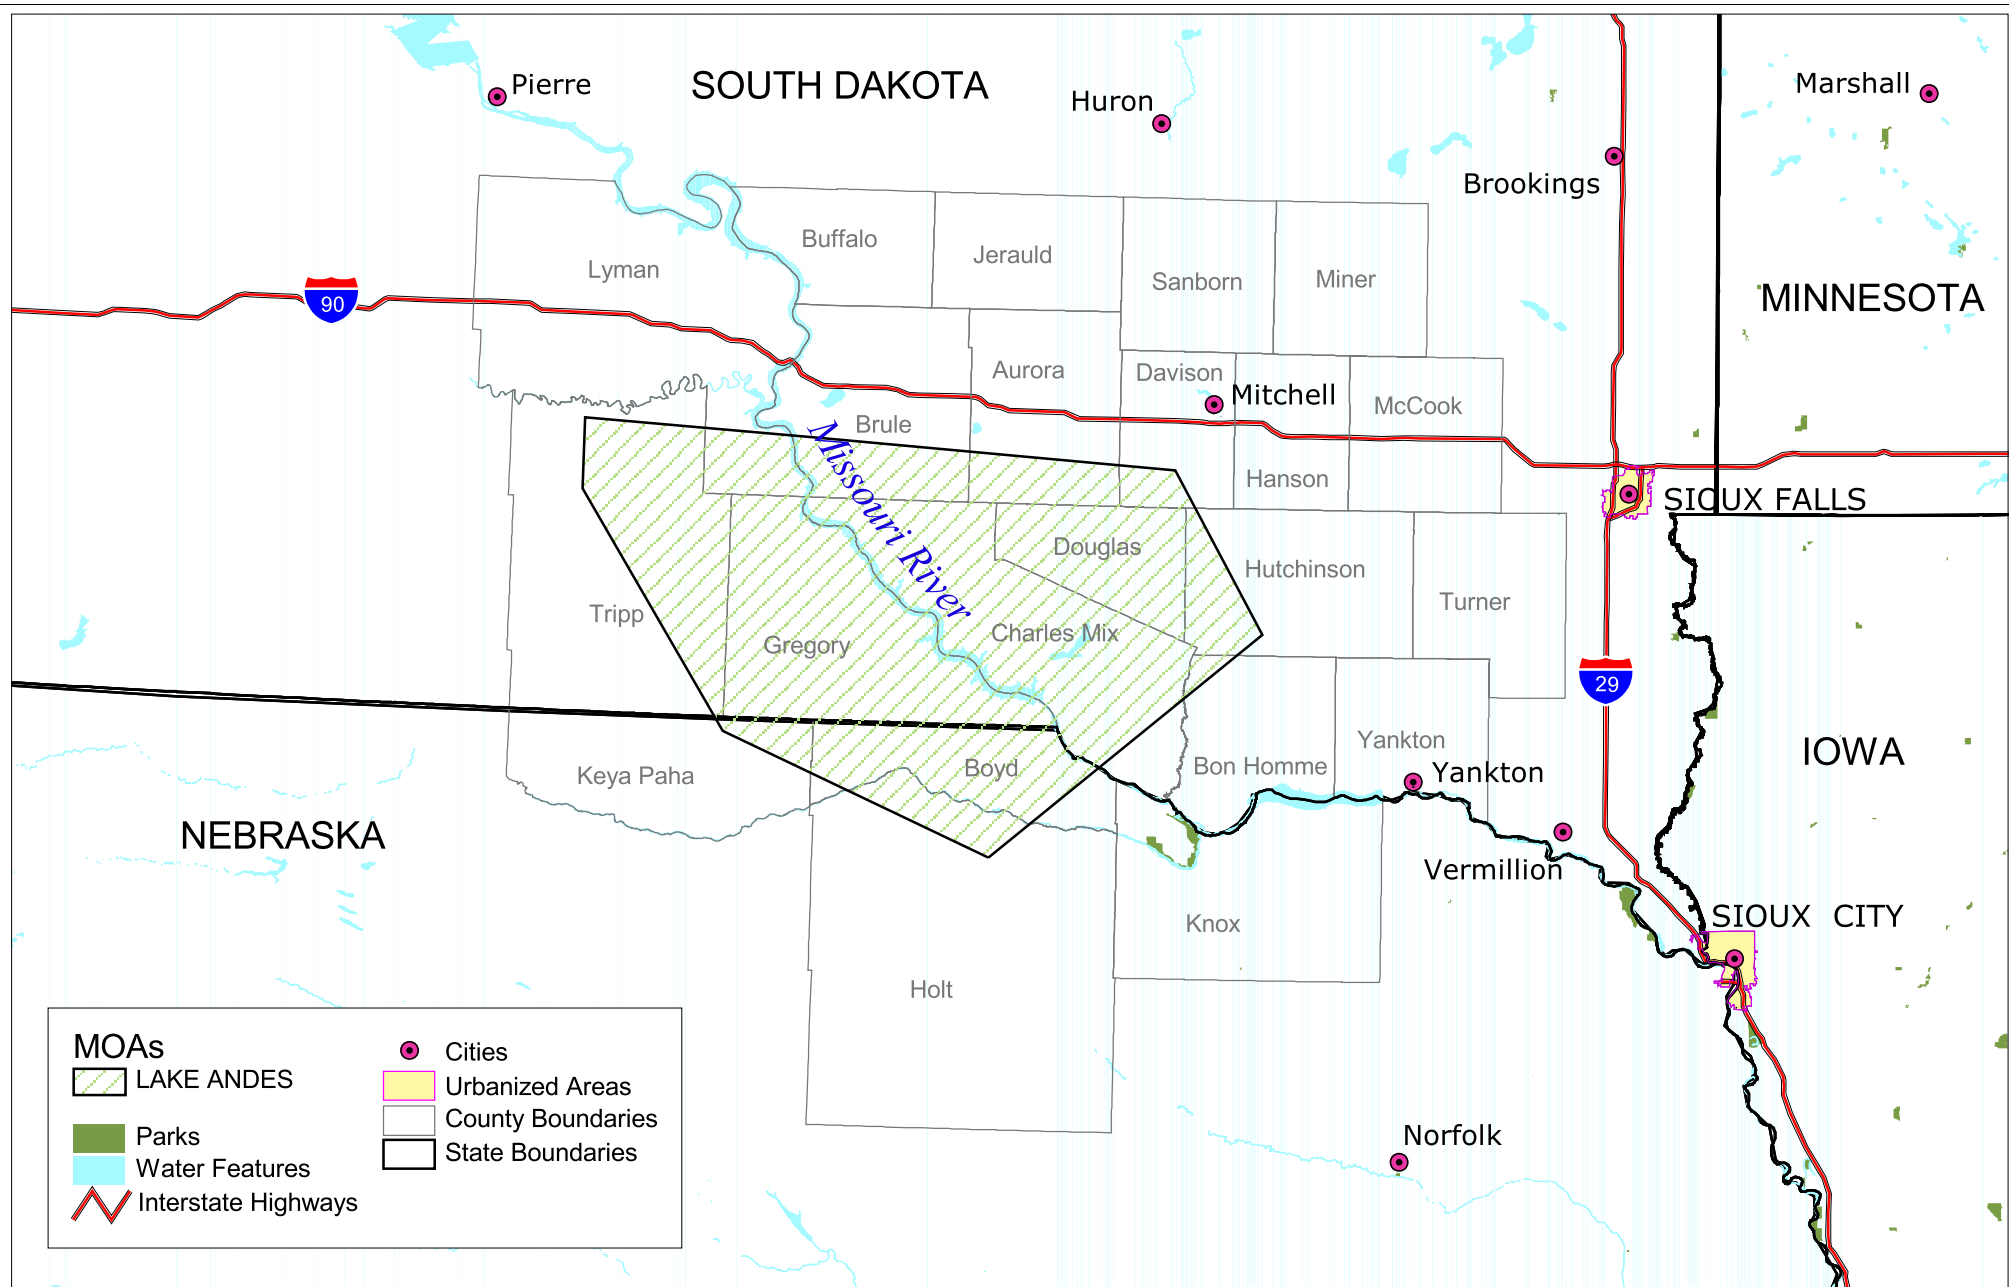 Pierre
SOUTH DAKOTA
Huron
Marshall
Brookings
Buffalo
Jerauld
Lyman
Sanborn
Miner
90
MINNESOTA
Aurora
Davison
Mitchell
McCook
Brule
Missouri River
Hanson
SIOUX FALLS
Douglas
Hutchinson
Tripp
Turner
Gregory
Charles Mix
29
Keya Paha
Boyd
Bon Homme
Yankton
Yankton
IOWA
NEBRASKA
Vermillion
SIOUX CITY
Knox
Holt
Norfolk
MOAs
LAKE ANDES
Parks
Water Features
Interstate Highways
Cities
Urbanized Areas
County Boundaries
State Boundaries